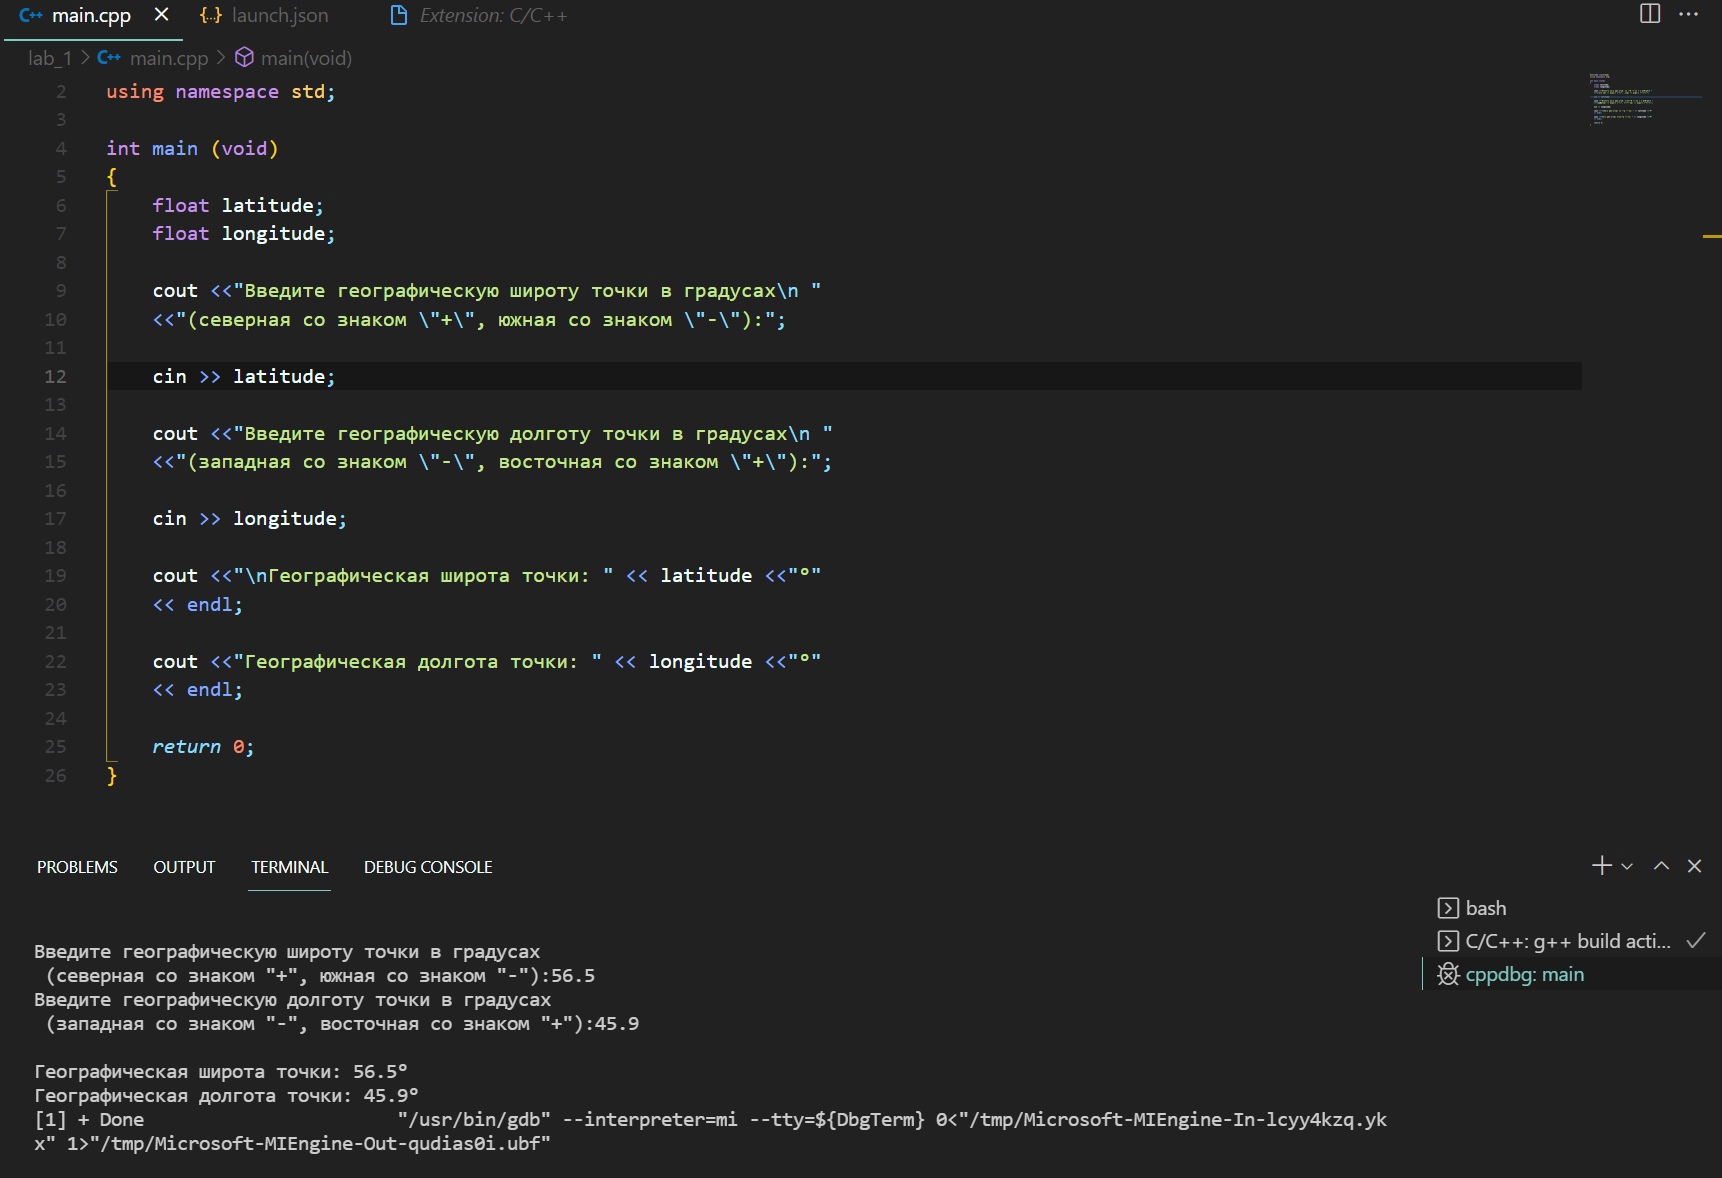 main.cpp launch.json Extension: C/C++
lab_1 > main.cpp > main(void)
2 using namespace std;
3
4 int main (void)
5 {
6 float latitude;
7 float longitude;
8
9 cout <<"Введите географическую широту точки в градусах\n "
10 <<"(северная со знаком \"+\", южная со знаком \"-\"):";
11
12 cin >> latitude;
13
14 cout <<"Введите географическую долготу точки в градусах\n "
15 <<"(западная со знаком \"-\", восточная со знаком \"+\"):";
16
17 cin >> longitude;
18
19 cout <<"\nГеографическая широта точки: " << latitude <<"°"
20 << endl;
21
22 cout <<"Географическая долгота точки: " << longitude <<"°"
23 << endl;
24
25 return 0;
26 }
PROBLEMS OUTPUT TERMINAL DEBUG CONSOLE
bash
C/C++: g++ build acti...
cppdbg: main
Введите географическую широту точки в градусах
(северная со знаком "+", южная со знаком "-"):56.5
Введите географическую долготу точки в градусах
(западная со знаком "-", восточная со знаком "+"):45.9
Географическая широта точки: 56.5°
Географическая долгота точки: 45.9°
[1] + Done "/usr/bin/gdb" --interpreter=mi --tty=${DbgTerm} 0<"/tmp/Microsoft-MIEngine-In-lcyy4kzq.yk
x" 1>"/tmp/Microsoft-MIEngine-Out-qudias0i.ubf"